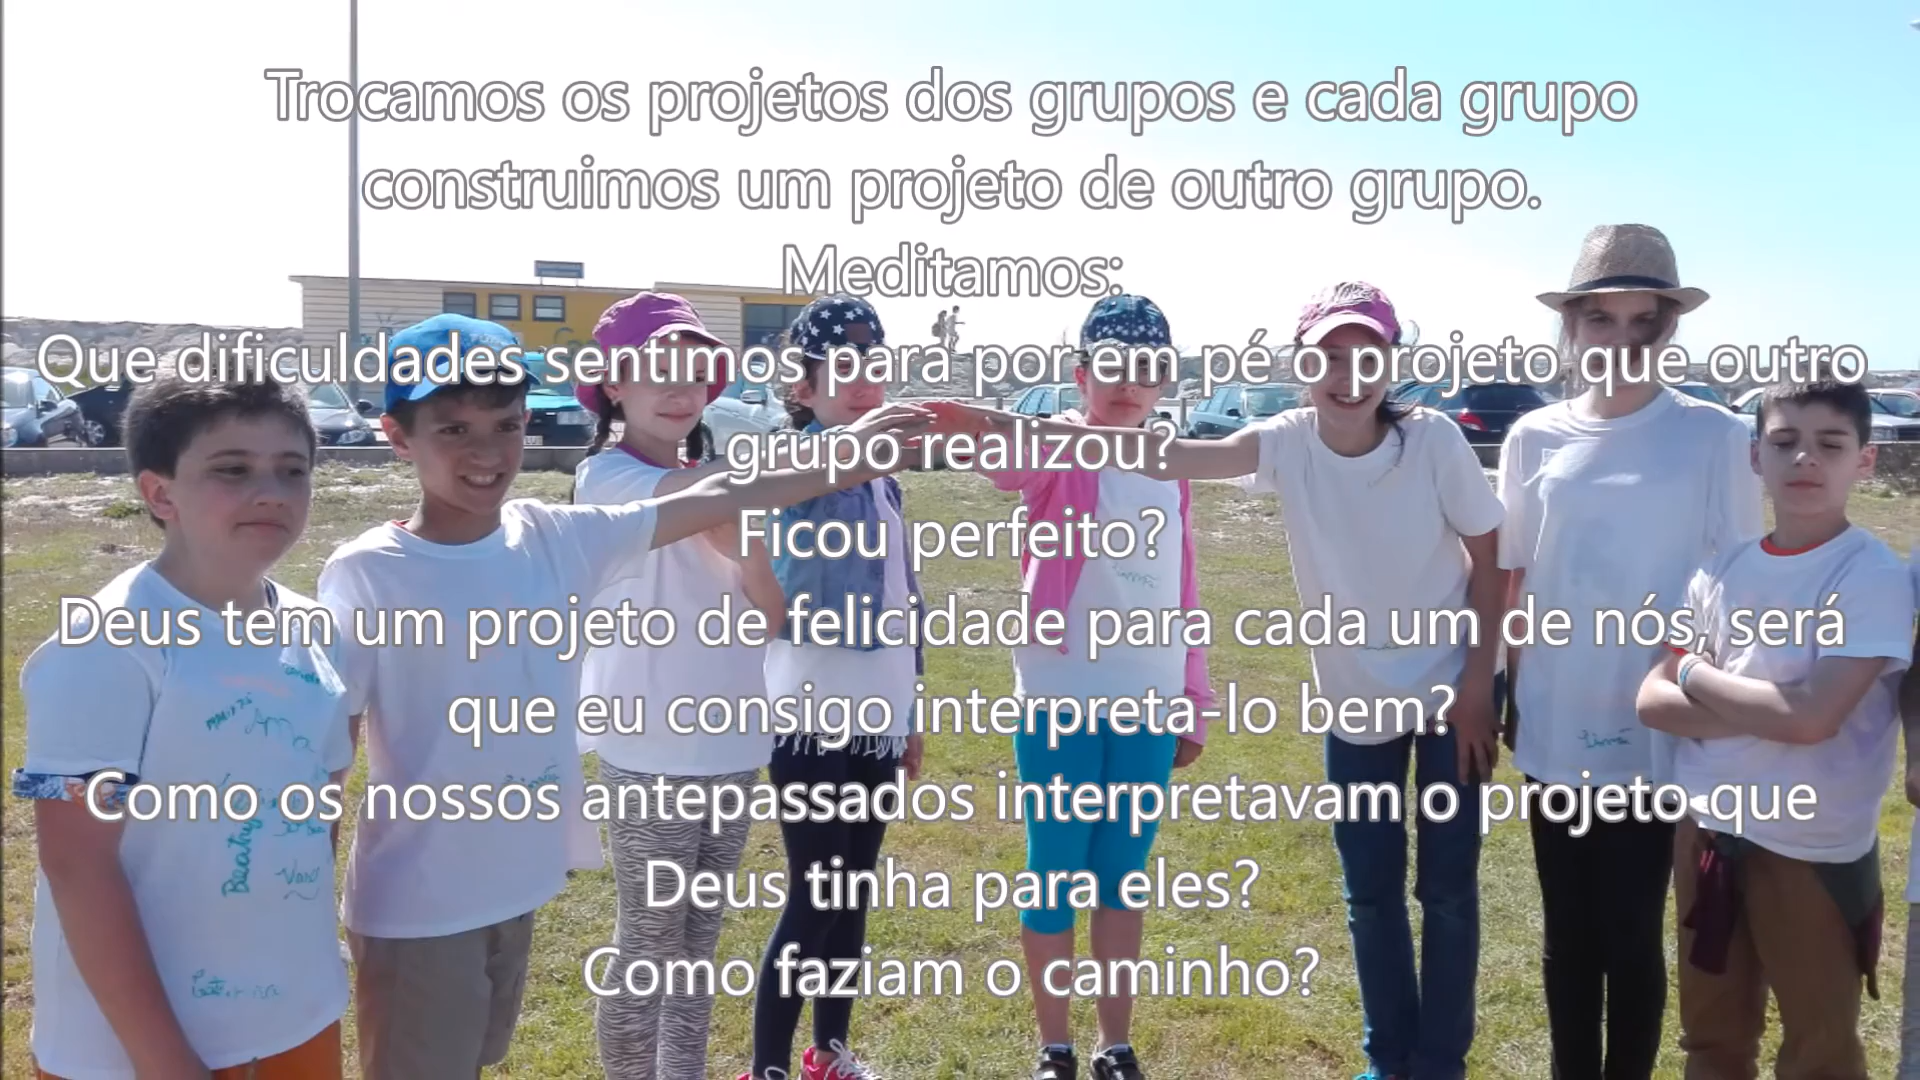 Trocamos os projetos dos grupos e cada grupo
construimos um projeto de outro grupo.
Meditamos:
Que dificuldades sentimos para por em pé o projeto que outro
grupo realizou?
Ficou perfeito?
Deus tem um projeto de felicidade para cada um de nós, será
que eu consigo interpreta-lo bem?
Como os nossos antepassados interpretavam o projeto que
Deus tinha para eles?
Como faziam o caminho?
Beatriz
Vasco